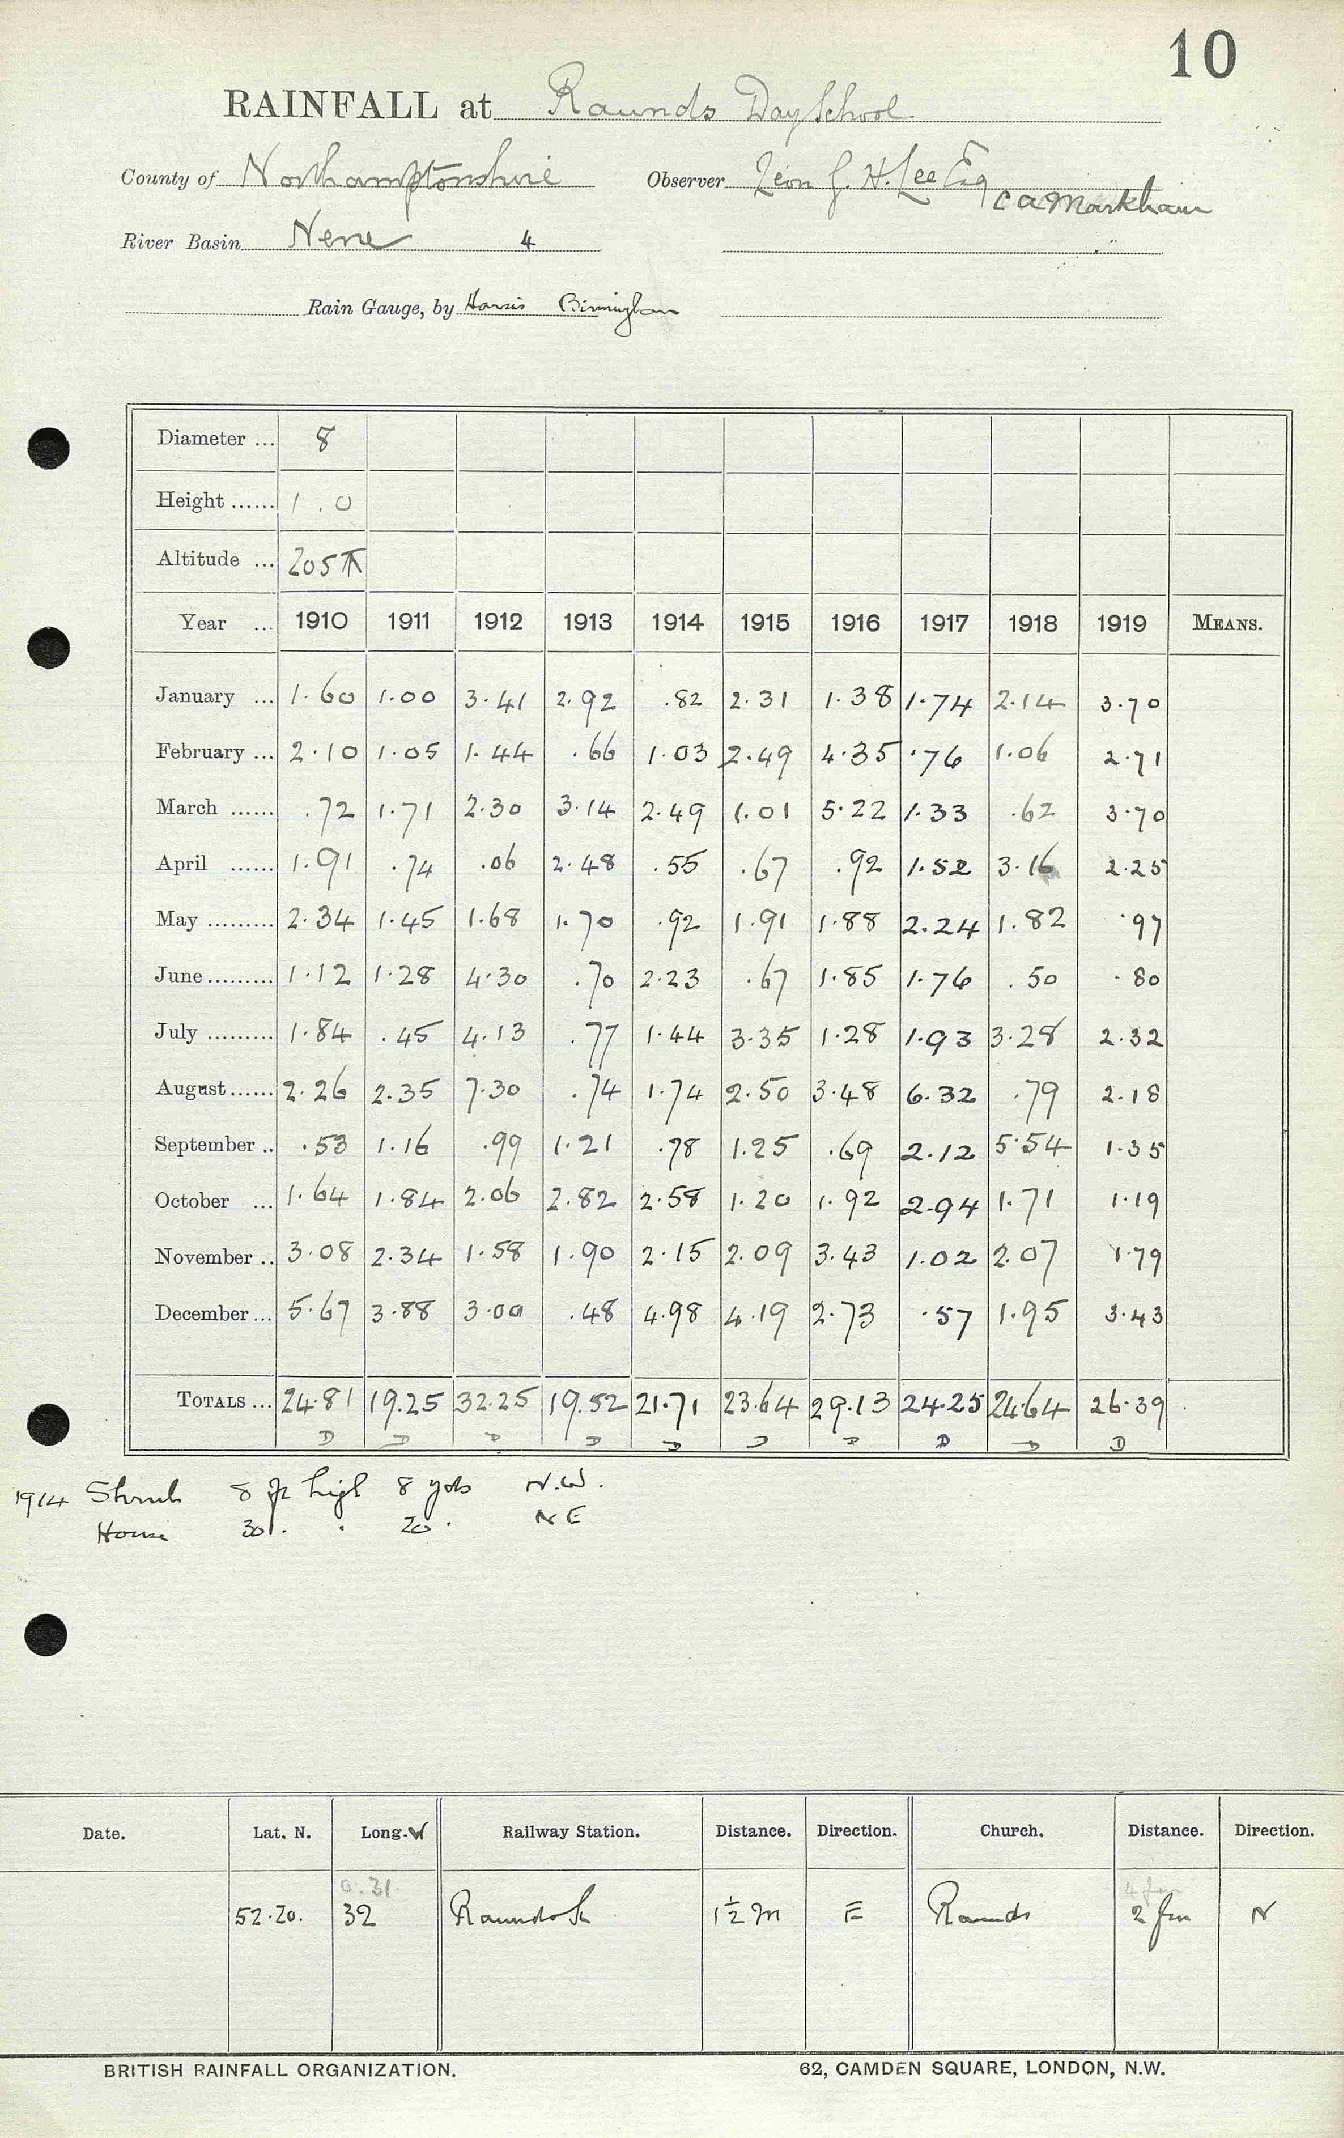 10
RAINFALL at Raunds Day School
County of Northamptonshire Observer Léon G. H. Lee Esq
C A Markham
River Basin Nene 4
Rain Gauge, by Harris Birmingham
Diameter ... 8
Height ...... 1.0
Altitude ... 205 ft
Year ... 1910 1911 1912 1913 1914 1915 1916 1917 1918 1919 MEANS.
January ... 1.60 1.00 3.41 2.92 .82 2.31 1.38 1.74 2.14 3.70
February ... 2.10 1.05 1.44 .66 1.03 2.49 4.35 .76 1.06 2.71
March ...... .72 1.71 2.30 3.14 2.49 1.01 5.22 1.33 .62 3.70
April ...... 1.91 .74 .06 2.48 .55 .67 .92 1.52 3.16 2.25
May ......... 2.34 1.45 1.68 1.70 .92 1.91 1.88 2.24 1.82 .97
June ......... 1.12 1.28 4.30 .70 2.23 .67 1.85 1.76 .50 .80
July ......... 1.84 .45 4.13 .77 1.44 3.35 1.28 1.93 3.28 2.32
August ...... 2.26 2.35 7.30 .74 1.74 2.50 3.48 6.32 .79 2.18
September .. .53 1.16 .99 1.21 .78 1.25 .69 2.12 5.54 1.35
October ... 1.64 1.84 2.06 2.82 2.58 1.20 1.92 2.94 1.71 1.19
November .. 3.08 2.34 1.58 1.90 2.15 2.09 3.43 1.02 2.07 1.79
December ... 5.67 3.88 3.00 .48 4.98 4.19 2.73 .57 1.95 3.43
TOTALS ... 24.81 19.25 32.25 19.52 21.71 23.64 29.13 24.25 24.64 26.39
D D D D D D D D D D
1914 Shrub 8 ft high 8 yds N.W.
House 30 . . 20 . NE
Date. Lat. N. Long. W Railway Station. Distance. Direction. Church. Distance. Direction.
0.31 4 fur
52.20. 32 Raunds St 1½ m E Raunds 2 fur N
BRITISH RAINFALL ORGANIZATION. 62, CAMDEN SQUARE, LONDON, N.W.